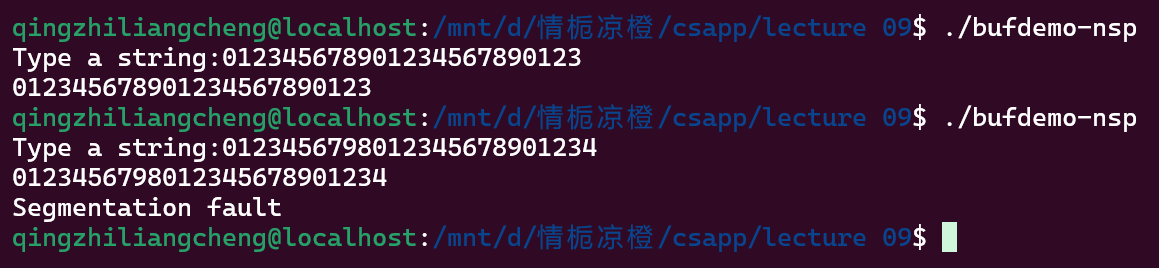 qingzhiliangcheng@localhost:/mnt/d/情栀凉橙/csapp/lecture 09$ ./bufdemo-nsp
Type a string:012345678901234567890123
012345678901234567890123
qingzhiliangcheng@localhost:/mnt/d/情栀凉橙/csapp/lecture 09$ ./bufdemo-nsp
Type a string:0123456798012345678901234
0123456798012345678901234
Segmentation fault
qingzhiliangcheng@localhost:/mnt/d/情栀凉橙/csapp/lecture 09$